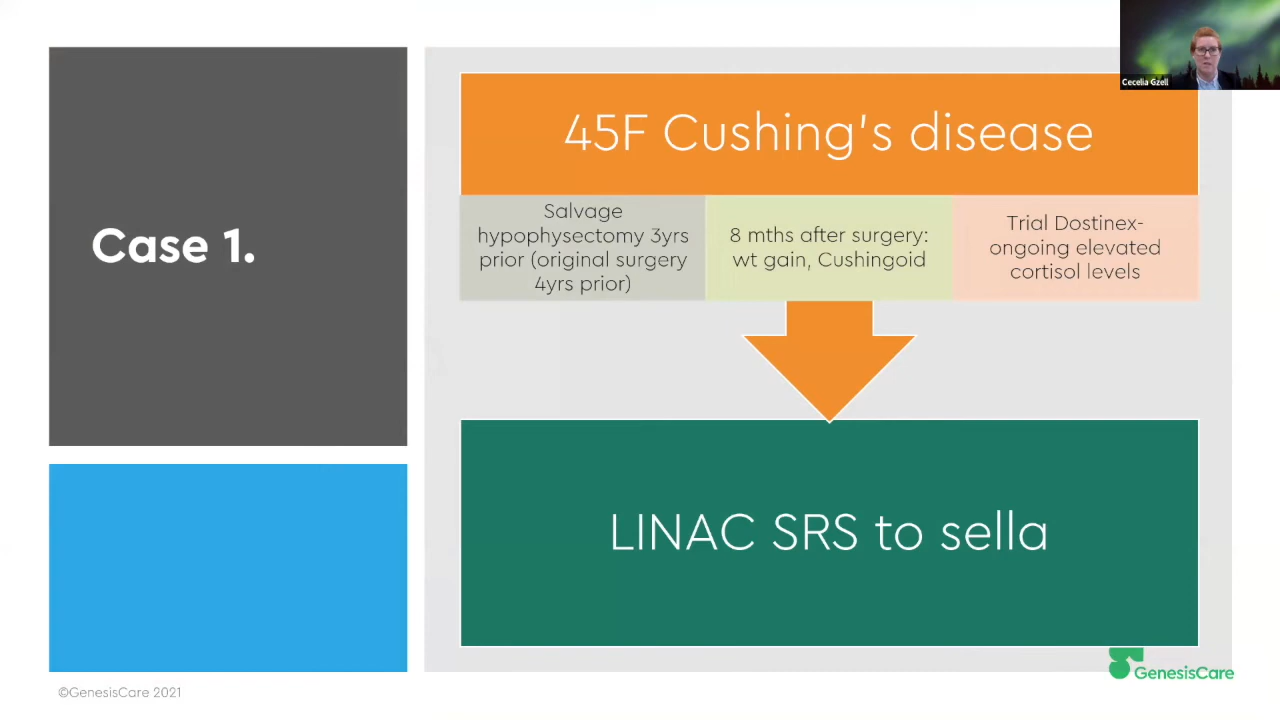 Cecelia Gzell
Case 1.
45F Cushing's disease
Salvage
hypophysectomy 3yrs
prior (original surgery
4yrs prior)
8 mths after surgery:
wt gain, Cushingoid
Trial Dostinex-
ongoing elevated
cortisol levels
LINAC SRS to sella
GenesisCare
©GenesisCare 2021